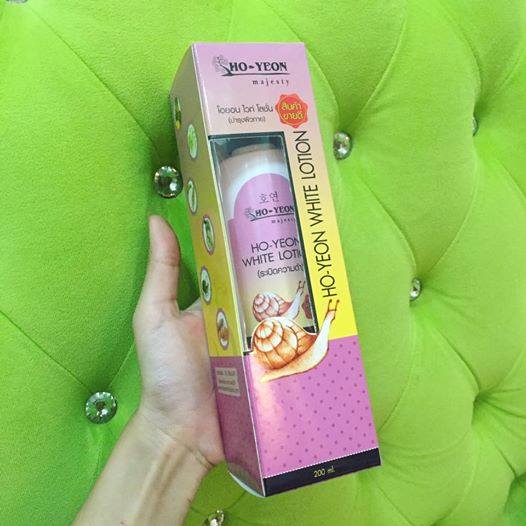 HO-YEON
majesty
โฮยอน ไวท์ โลชั่น
(บำรุงผิวกาย)
สินค้า
ขายดี
호연
HO-YEON
majesty
HO-YEON
WHITE LOTION
(ระเบิดความดำ)
HO-YEON WHITE LOTION
200 ml.